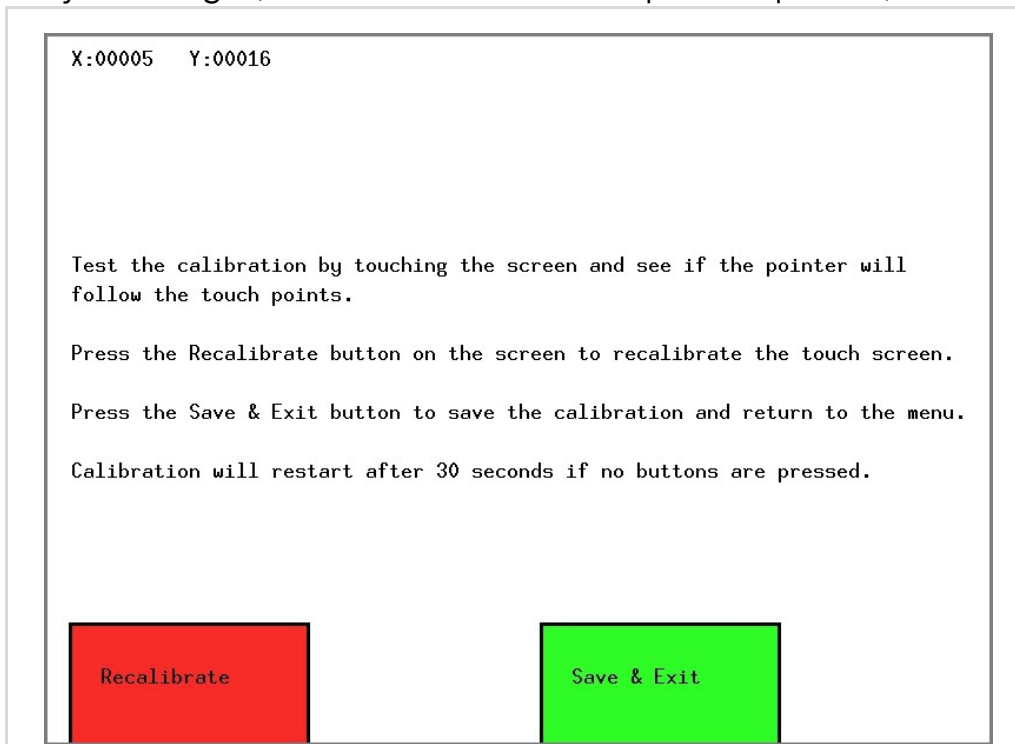 X:00005 Y:00016
Test the calibration by touching the screen and see if the pointer will
follow the touch points.
Press the Recalibrate button on the screen to recalibrate the touch screen.
Press the Save & Exit button to save the calibration and return to the menu.
Calibration will restart after 30 seconds if no buttons are pressed.
Recalibrate Save & Exit